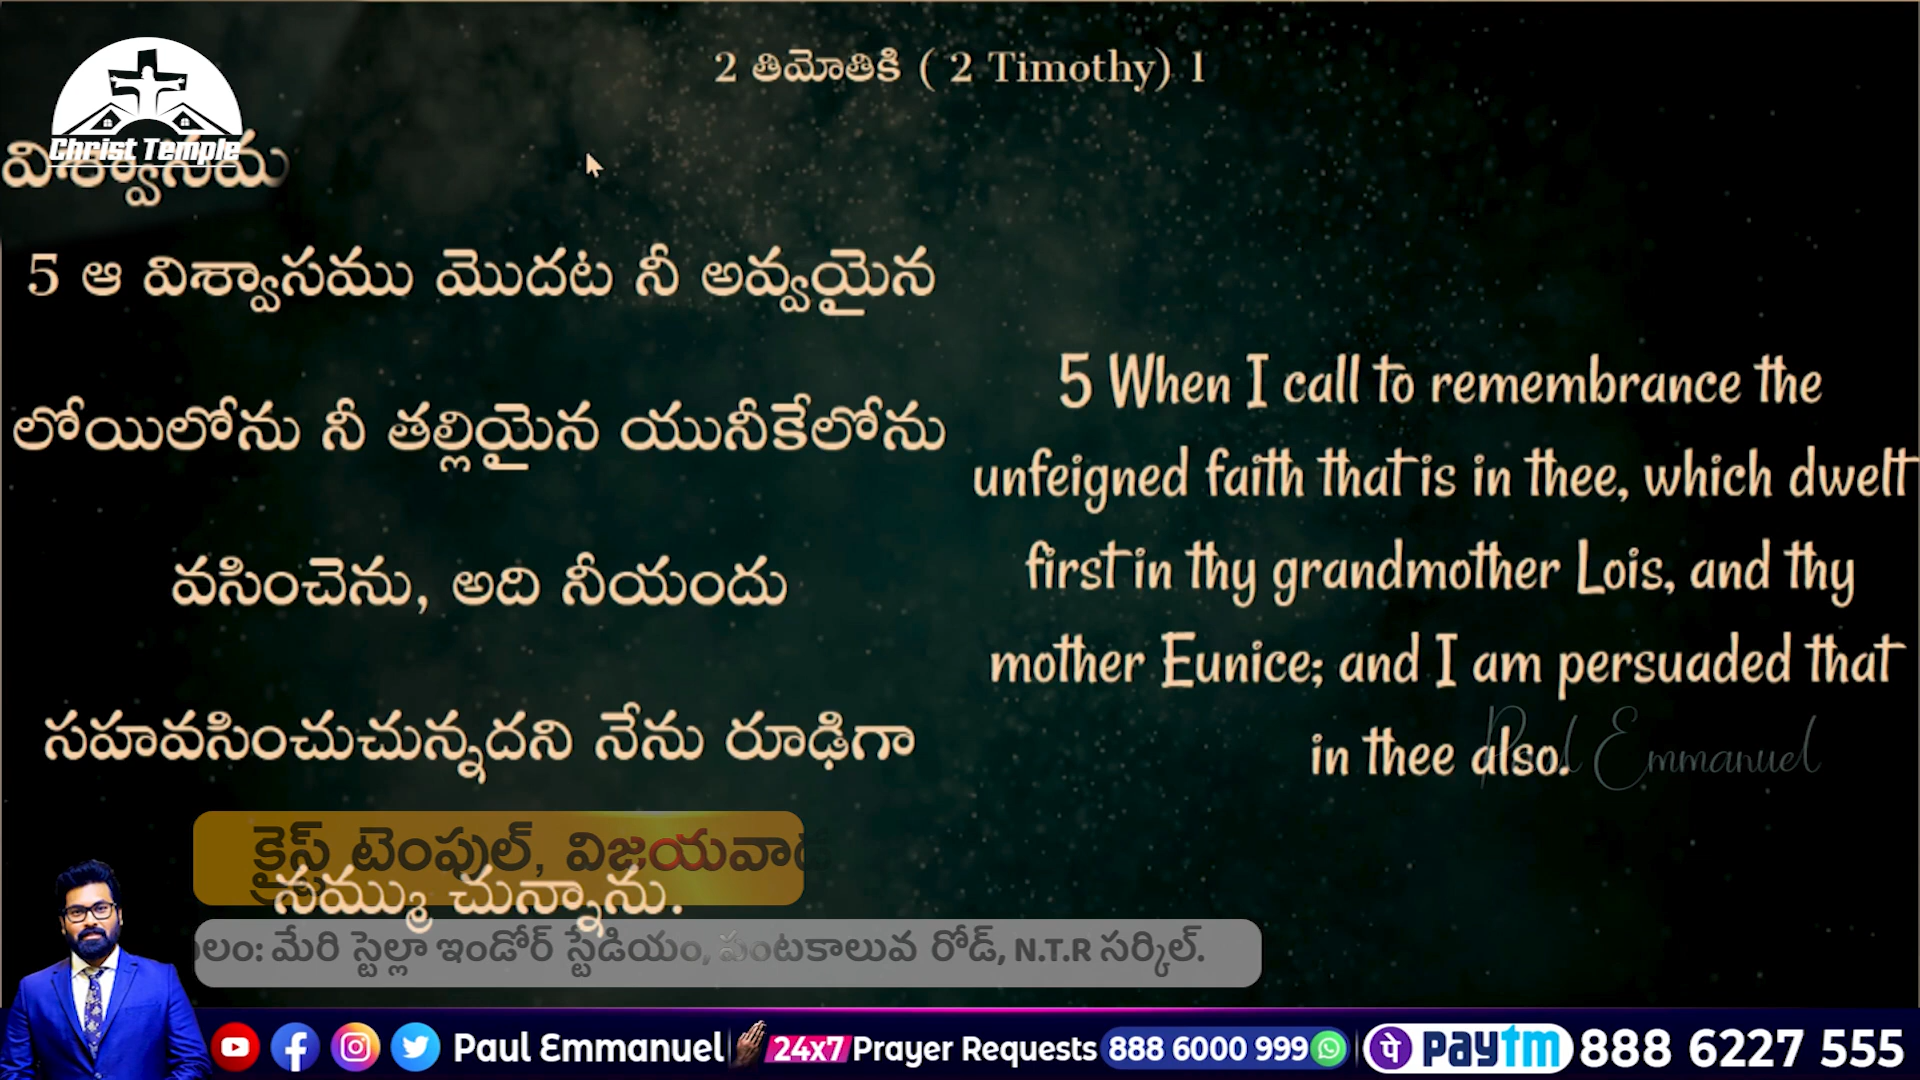 2 తిమోతికి ( 2 Timothy) 1
Christ Temple
5 ఆ విశ్వాసము మొదట నీ అవ్వయైన
లోయిలోను నీ తల్లియైన యునీకేలోను
వసించెను, అది నీయందు
సహవసించుచున్నదని నేను రూఢిగా
నమ్ము చున్నాను.
5 When I call to remembrance the
unfeigned faith that is in thee, which dwelt
first in thy grandmother Lois, and thy
mother Eunice; and I am persuaded that
in thee also.
Paul Emmanuel
క్రైస్ట్ టెంపుల్,
మేరి స్టెల్లా ఇండోర్ స్టేడియం, పంటకాలువ రోడ్, N.T.R సర్కిల్.
Paul Emmanuel 24x7 Prayer Requests 888 6000 999 paytm 888 6227 555